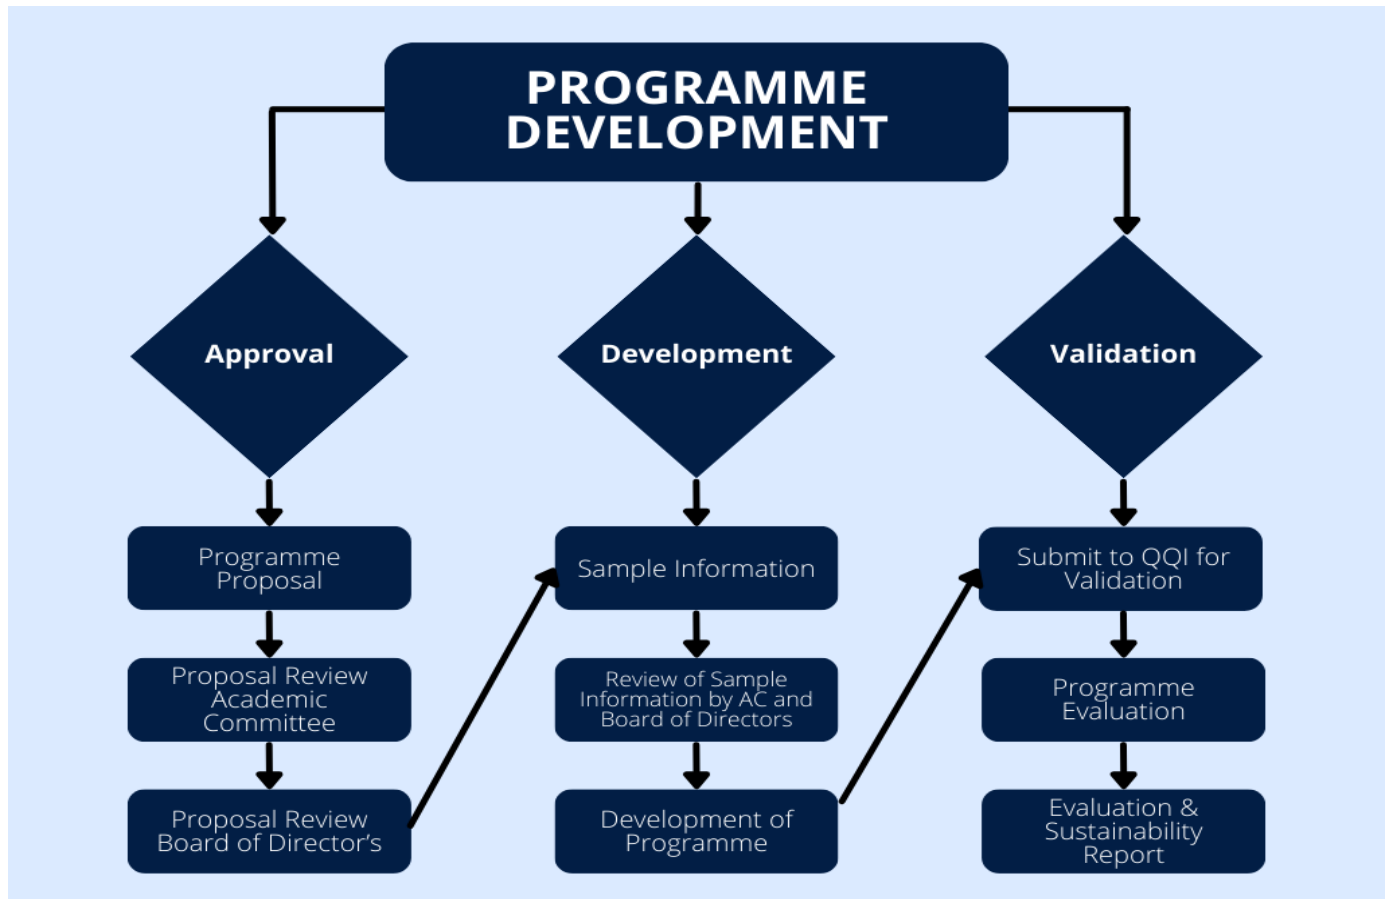 PROGRAMME
DEVELOPMENT
Approval
Development
Validation
Programme
Proposal
Sample Information
Submit to QQI for
Validation
Proposal Review
Academic
Committee
Review of Sample
Information by AC and
Board of Directors
Programme
Evaluation
Proposal Review
Board of Director’s
Development of
Programme
Evaluation &
Sustainability
Report